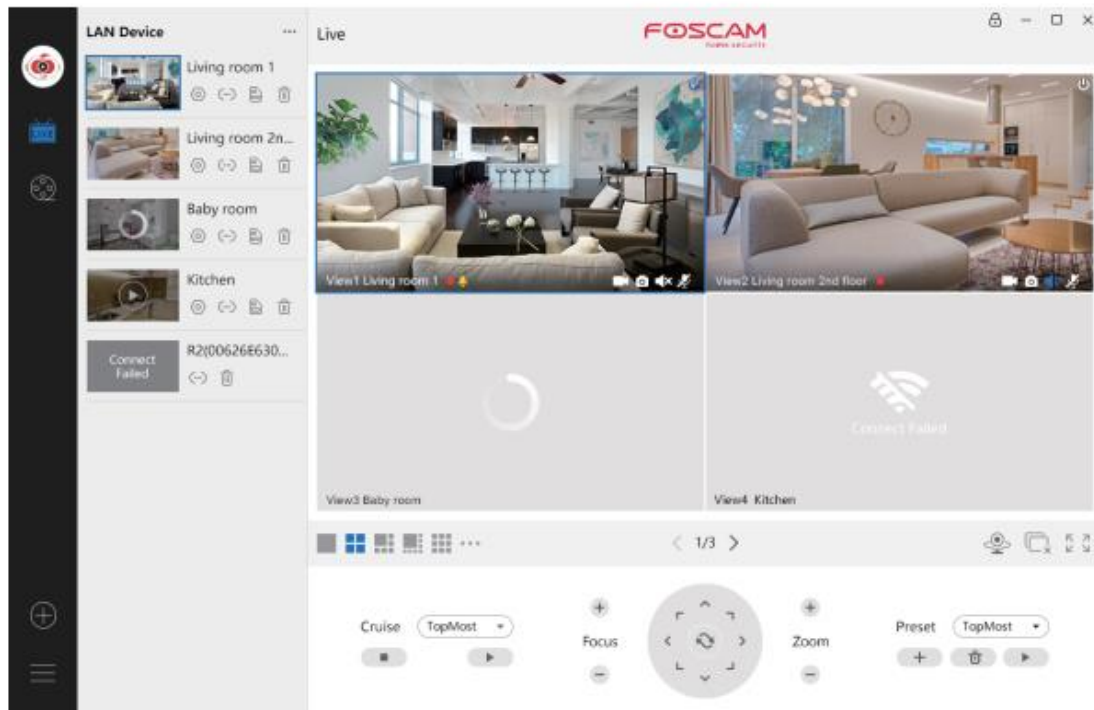 LAN Device
...
Live
FOSCAM
Living room 1
Living room 2n...
Baby room
Kitchen
Connect
Failed
R2(00626E630...
LIVE
View1 Living room 1
View2 Living room 2nd floor
Connect Failed
View3 Baby room
View4 Kitchen
1/3
Cruise
TopMost
Focus
Zoom
Preset
TopMost